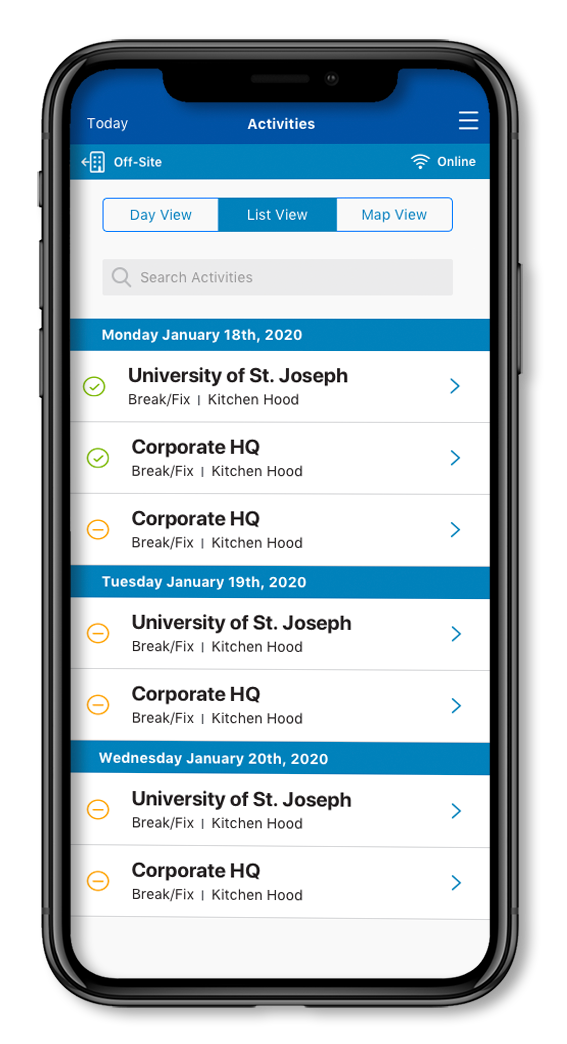 Today Activities
Off-Site Online
Day View List View Map View
Search Activities
Monday January 18th, 2020
University of St. Joseph
Break/Fix | Kitchen Hood
Corporate HQ
Break/Fix | Kitchen Hood
Corporate HQ
Break/Fix | Kitchen Hood
Tuesday January 19th, 2020
University of St. Joseph
Break/Fix | Kitchen Hood
Corporate HQ
Break/Fix | Kitchen Hood
Wednesday January 20th, 2020
University of St. Joseph
Break/Fix | Kitchen Hood
Corporate HQ
Break/Fix | Kitchen Hood